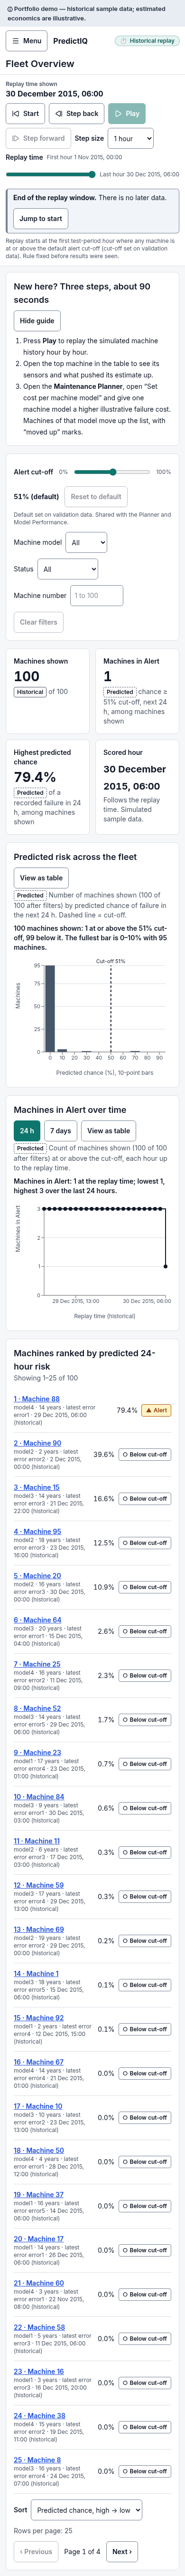 Portfolio demo — historical sample data; estimated
economics are illustrative.
Menu
PredictIQ
Historical replay
Fleet Overview
Replay time shown
30 December 2015, 06:00
Start
Step back
Play
Step forward
Step size
1 hour
Replay time
First hour 1 Nov 2015, 00:00
Last hour 30 Dec 2015, 06:00
End of the replay window. There is no later data.
Jump to start
Replay starts at the first test-period hour where any machine is
at or above the default alert cut-off (cut-off set on validation
data). Rule fixed before results were seen.
New here? Three steps, about 90
seconds
Hide guide
1. Press Play to replay the simulated machine
history hour by hour.
2. Open the top machine in the table to see its
sensors and what pushed its estimate up.
3. Open the Maintenance Planner, open “Set
cost per machine model” and give one
machine model a higher illustrative failure cost.
Machines of that model move up the list, with
“moved up” marks.
Alert cut-off
0%
100%
51% (default)
Reset to default
Default set on validation data. Shared with the Planner and
Model Performance.
Machine model
All
Status
All
Machine number
1 to 100
Clear filters
Machines shown
100
Historical of 100
Machines in Alert
1
Predicted chance ≥
51% cut-off, next 24
h, among machines
shown
Highest predicted
chance
79.4%
Predicted of a
recorded failure in 24
h, among machines
shown
Scored hour
30 December
2015, 06:00
Follows the replay
time. Simulated
sample data.
Predicted risk across the fleet
View as table
Predicted Number of machines (100 of
100 after filters) by predicted chance of failure in
the next 24 h. Dashed line = cut-off.
100 machines shown: 1 at or above the 51% cut-
off, 99 below it. The fullest bar is 0–10% with 95
machines.
Cut-off 51%
Machines
95
75
50
25
0
0 10 20 30 40 50 60 70 80 90
Predicted chance (%), 10-point bars
Machines in Alert over time
24 h
7 days
View as table
Predicted Count of machines (100 of 100
after filters) at or above the cut-off, each hour up
to the replay time.
Machines in Alert: 1 at the replay time; lowest 1,
highest 3 over the last 24 hours.
Machines in Alert
3
2
1
0
29 Dec 2015, 13:00
30 Dec 2015, 06:00
Replay time (historical)
Machines ranked by predicted 24-
hour risk
Showing 1–25 of 100
1 · Machine 88
model4 · 14 years · latest error
error1 · 29 Dec 2015, 06:00
(historical)
79.4%
Alert
2 · Machine 90
model2 · 2 years · latest
error error2 · 2 Dec 2015,
00:00 (historical)
39.6%
Below cut-off
3 · Machine 15
model3 · 14 years · latest
error error3 · 21 Dec 2015,
22:00 (historical)
16.6%
Below cut-off
4 · Machine 95
model2 · 18 years · latest
error error3 · 23 Dec 2015,
16:00 (historical)
12.5%
Below cut-off
5 · Machine 20
model2 · 16 years · latest
error error3 · 30 Dec 2015,
00:00 (historical)
10.9%
Below cut-off
6 · Machine 64
model3 · 20 years · latest
error error1 · 15 Dec 2015,
04:00 (historical)
2.6%
Below cut-off
7 · Machine 25
model4 · 16 years · latest
error error2 · 11 Dec 2015,
09:00 (historical)
2.3%
Below cut-off
8 · Machine 52
model3 · 14 years · latest
error error5 · 29 Dec 2015,
06:00 (historical)
1.7%
Below cut-off
9 · Machine 23
model1 · 17 years · latest
error error4 · 23 Dec 2015,
01:00 (historical)
0.7%
Below cut-off
10 · Machine 84
model3 · 9 years · latest
error error1 · 30 Dec 2015,
03:00 (historical)
0.6%
Below cut-off
11 · Machine 11
model2 · 6 years · latest
error error3 · 17 Dec 2015,
03:00 (historical)
0.3%
Below cut-off
12 · Machine 59
model3 · 17 years · latest
error error4 · 29 Dec 2015,
13:00 (historical)
0.3%
Below cut-off
13 · Machine 69
model2 · 19 years · latest
error error2 · 29 Dec 2015,
00:00 (historical)
0.2%
Below cut-off
14 · Machine 1
model3 · 18 years · latest
error error5 · 15 Dec 2015,
06:00 (historical)
0.1%
Below cut-off
15 · Machine 92
model1 · 2 years · latest error
error4 · 12 Dec 2015, 15:00
(historical)
0.1%
Below cut-off
16 · Machine 67
model4 · 14 years · latest
error error4 · 21 Dec 2015,
01:00 (historical)
0.0%
Below cut-off
17 · Machine 10
model3 · 10 years · latest
error error2 · 23 Dec 2015,
13:00 (historical)
0.0%
Below cut-off
18 · Machine 50
model4 · 4 years · latest
error error1 · 28 Dec 2015,
12:00 (historical)
0.0%
Below cut-off
19 · Machine 37
model1 · 16 years · latest
error error5 · 14 Dec 2015,
06:00 (historical)
0.0%
Below cut-off
20 · Machine 17
model1 · 14 years · latest
error error1 · 26 Dec 2015,
06:00 (historical)
0.0%
Below cut-off
21 · Machine 60
model4 · 3 years · latest
error error1 · 22 Nov 2015,
08:00 (historical)
0.0%
Below cut-off
22 · Machine 58
model1 · 5 years · latest error
error3 · 11 Dec 2015, 06:00
(historical)
0.0%
Below cut-off
23 · Machine 16
model1 · 3 years · latest error
error3 · 16 Dec 2015, 20:00
(historical)
0.0%
Below cut-off
24 · Machine 38
model4 · 15 years · latest
error error2 · 19 Dec 2015,
11:00 (historical)
0.0%
Below cut-off
25 · Machine 8
model3 · 16 years · latest
error error4 · 24 Dec 2015,
07:00 (historical)
0.0%
Below cut-off
Sort
Predicted chance, high → low
Rows per page: 25
‹ Previous
Page 1 of 4
Next ›